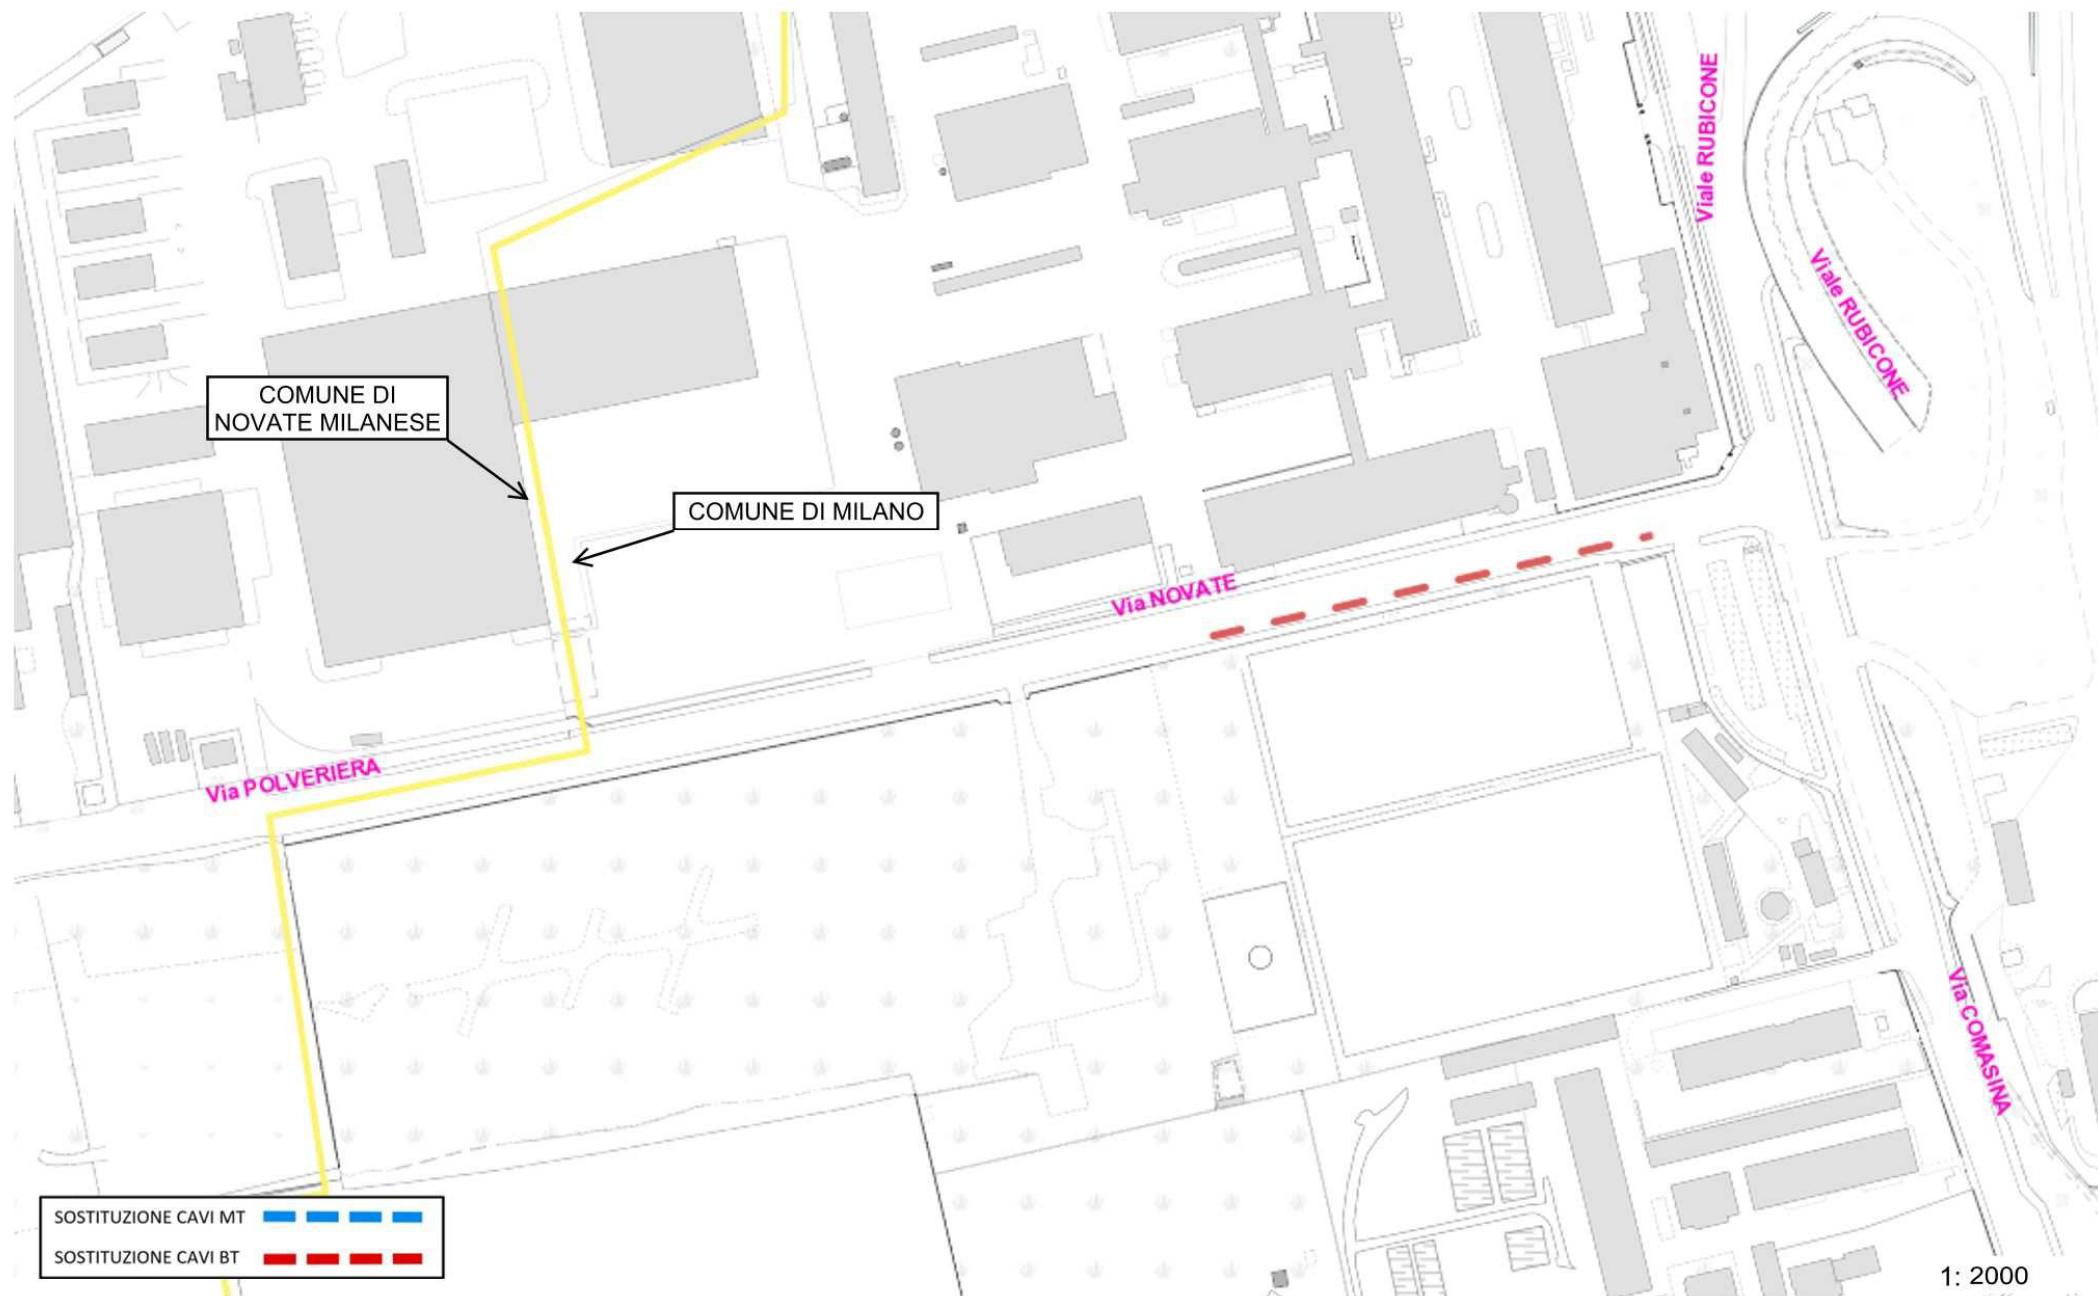 Viale RUBICONE
Viale RUBICONE
COMUNE DI
NOVATE MILANESE
COMUNE DI MILANO
Via NOVATE
Via POLVERIERA
Via COMASINA
SOSTITUZIONE CAVI MT
SOSTITUZIONE CAVI BT
1: 2000